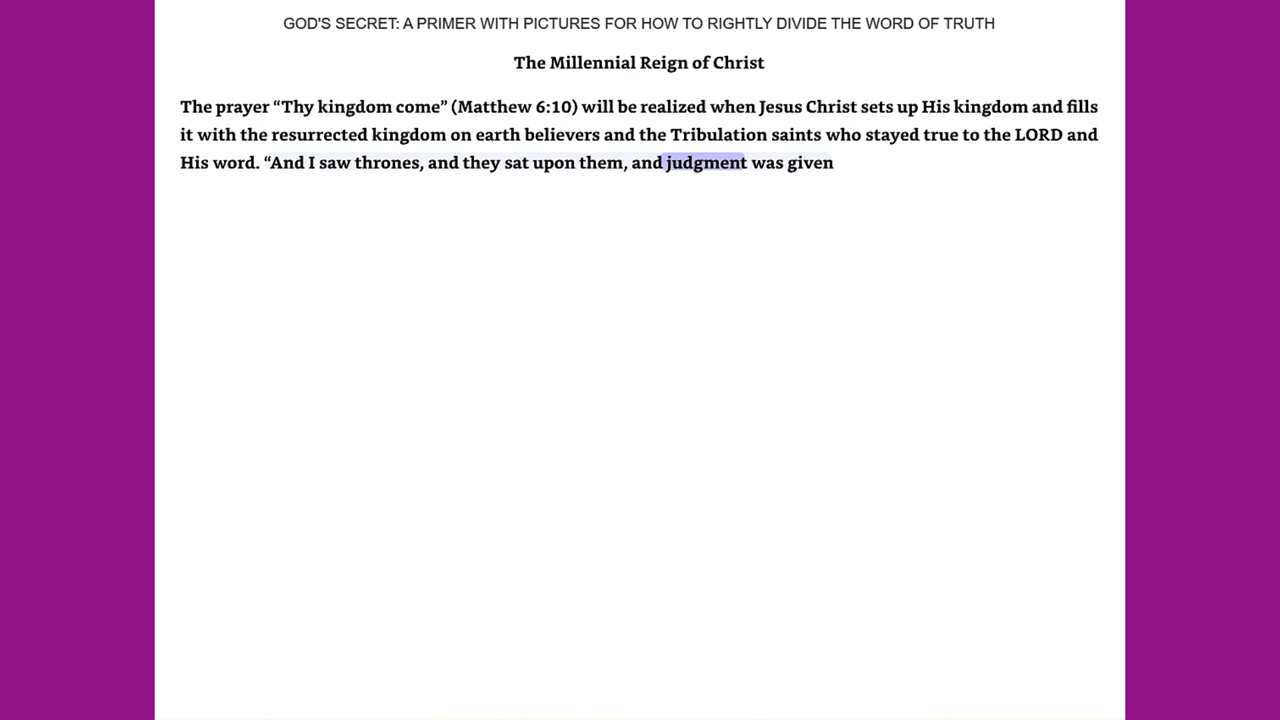 GOD'S SECRET: A PRIMER WITH PICTURES FOR HOW TO RIGHTLY DIVIDE THE WORD OF TRUTH
The Millennial Reign of Christ
The prayer “Thy kingdom come” (Matthew 6:10) will be realized when Jesus Christ sets up His kingdom and fills
it with the resurrected kingdom on earth believers and the Tribulation saints who stayed true to the LORD and
His word. “And I saw thrones, and they sat upon them, and judgment was given